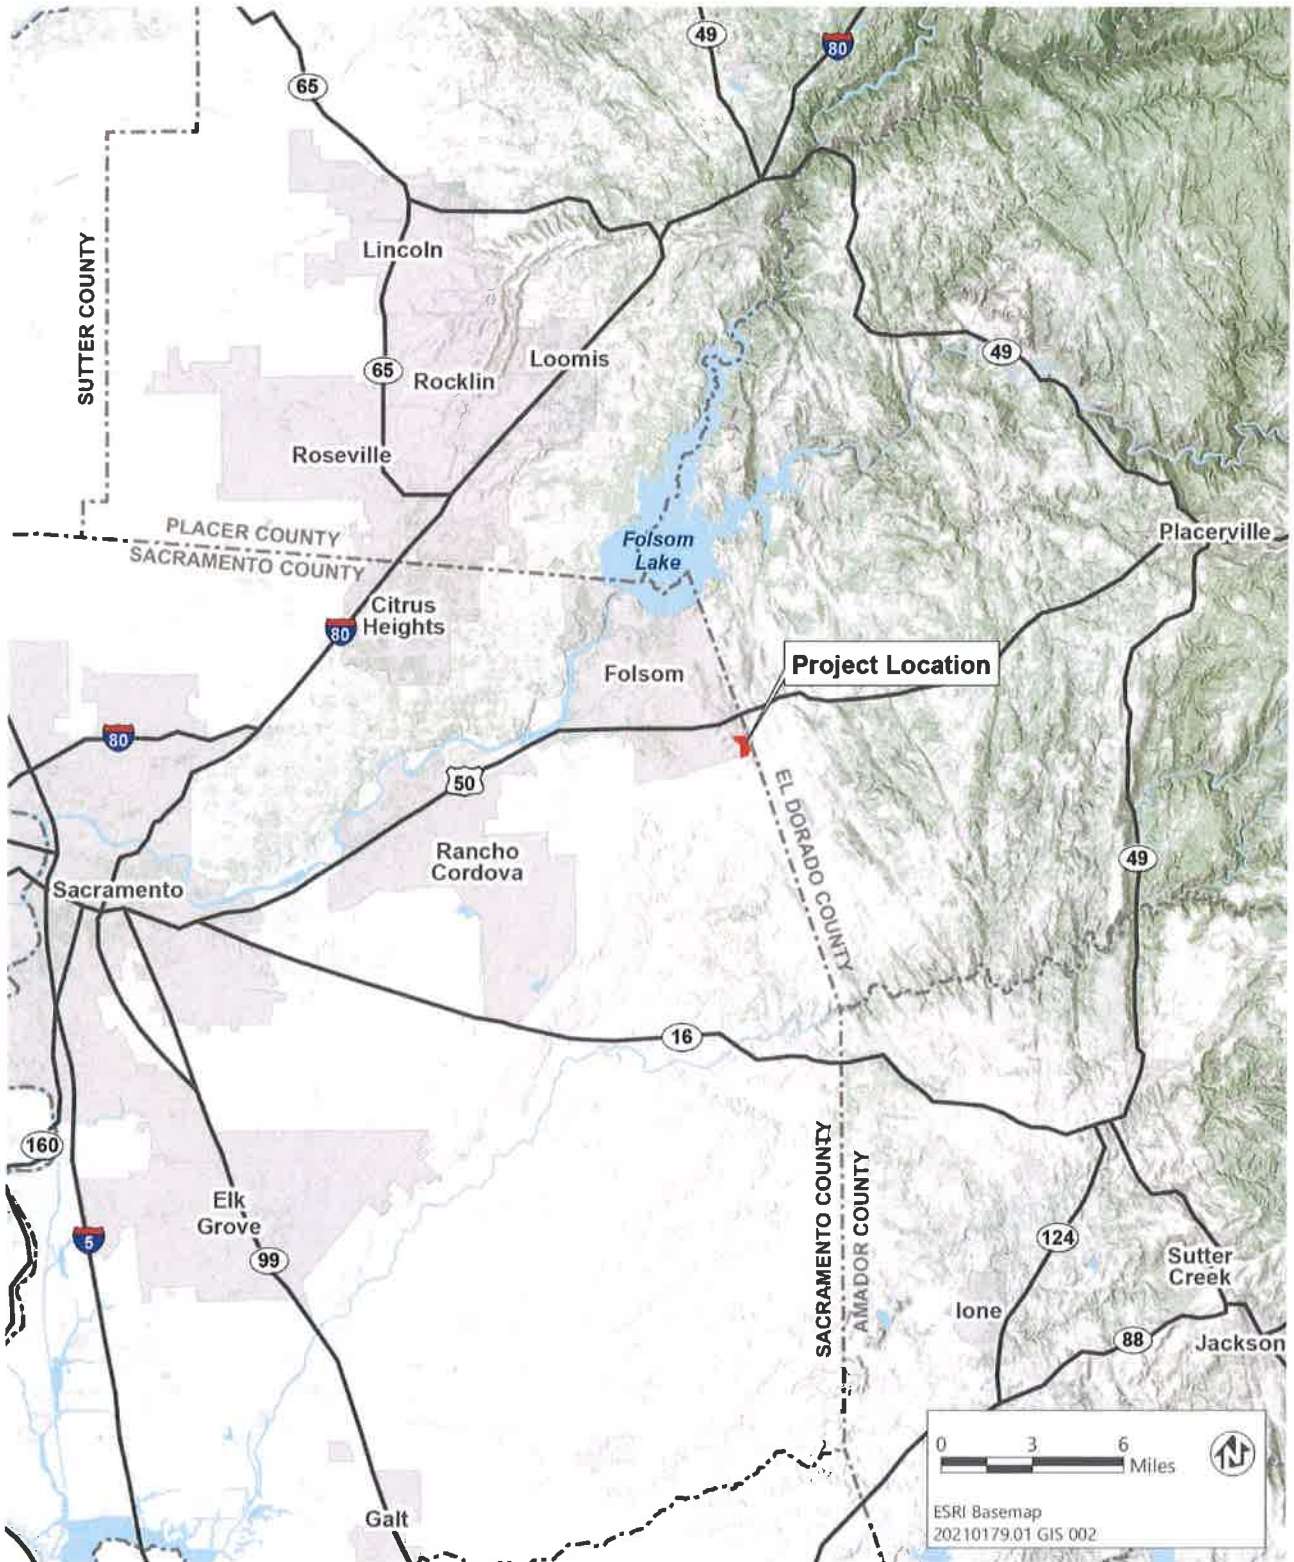 49
80
65
SUTTER COUNTY
Lincoln
49
Loomis
65
Rocklin
Roseville
PLACER COUNTY
SACRAMENTO COUNTY
Folsom
Lake
Placerville
Citrus
Heights
80
Folsom
Project Location
80
50
EL DORADO COUNTY
Rancho
Cordova
49
Sacramento
16
160
SACRAMENTO COUNTY
AMADOR COUNTY
Elk
Grove
5
99
124
Sutter
Creek
Ione
88
Jackson
0 3 6
Miles
N
ESRI Basemap
20210179.01 GIS 002
Galt